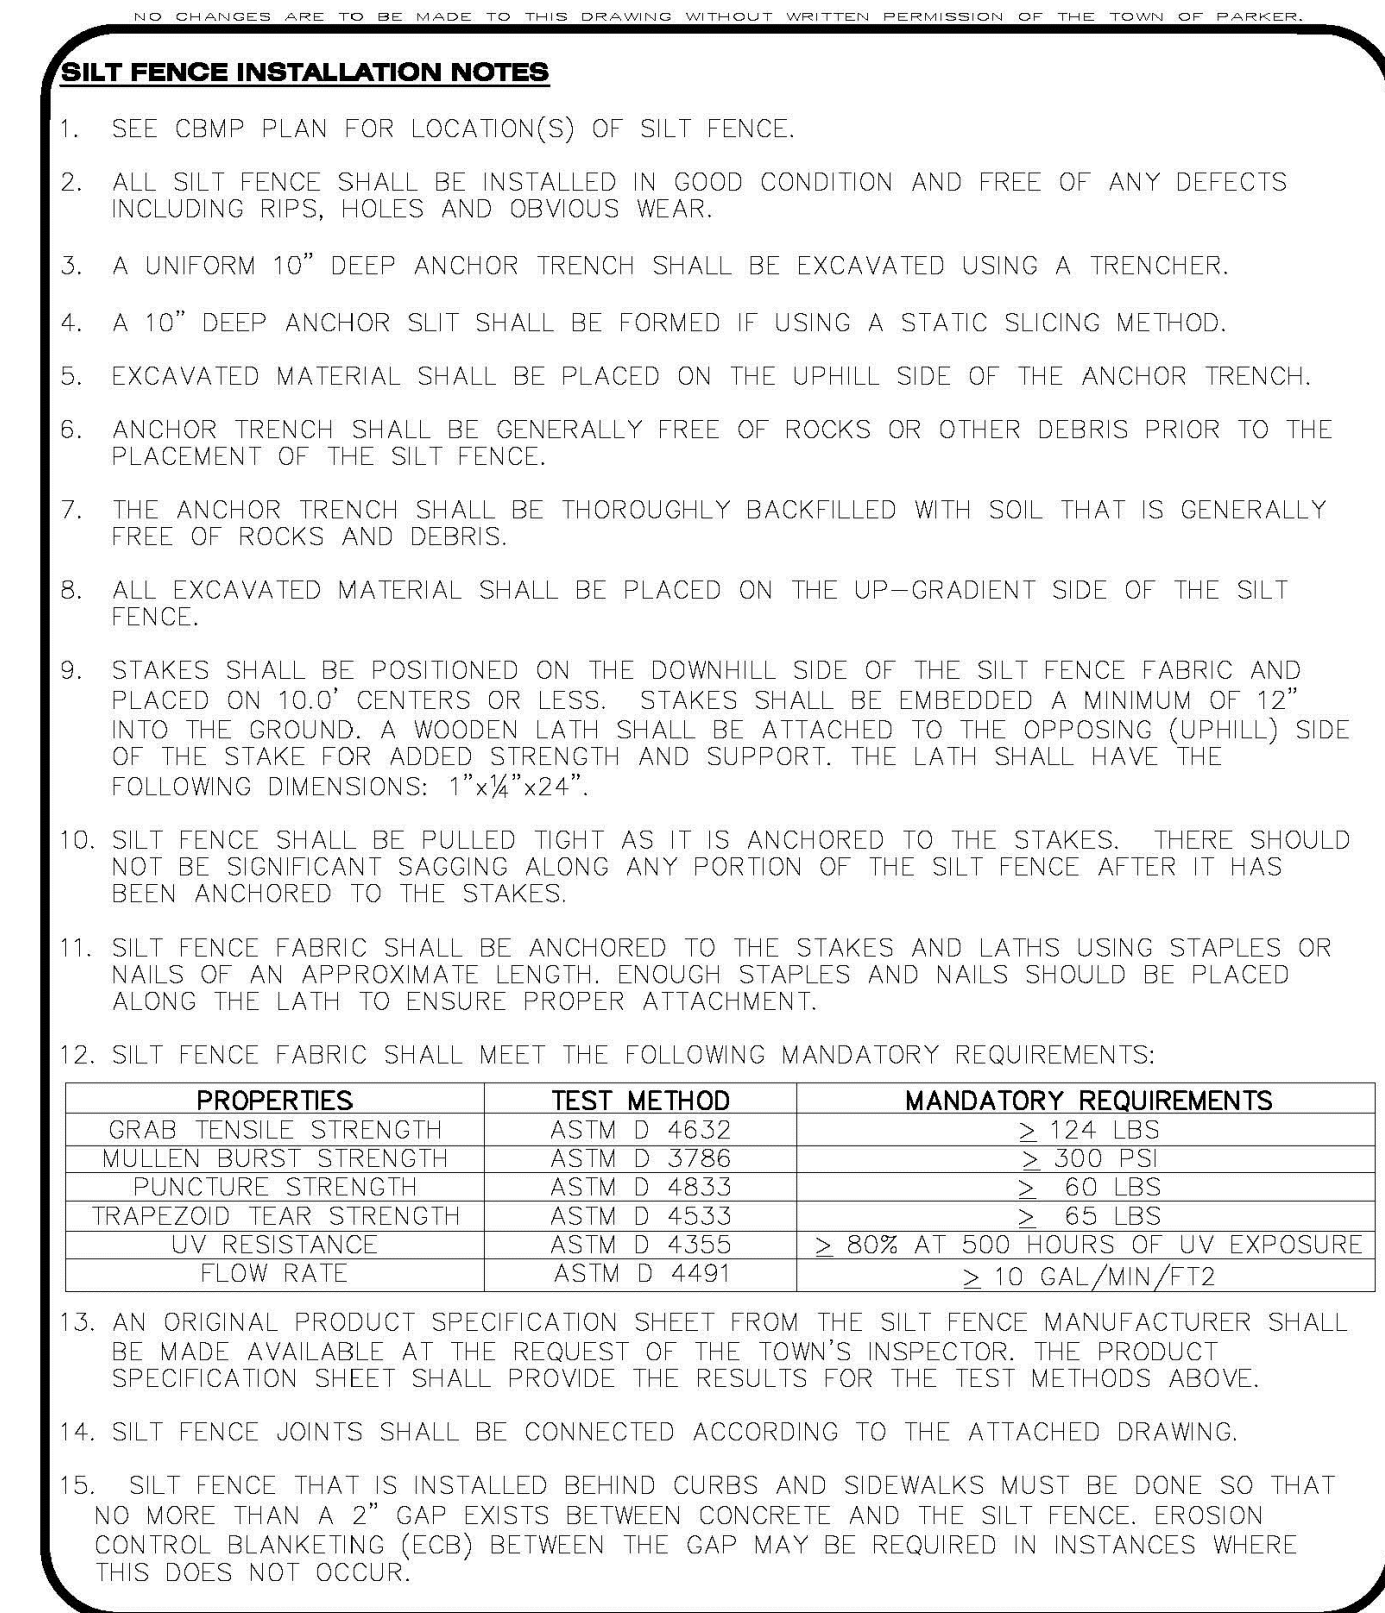 NO CHANGES ARE TO BE MADE TO THIS DRAWING WITHOUT WRITTEN PERMISSION OF THE TOWN OF PARKER.
SILT FENCE INSTALLATION NOTES
1. SEE CBMP PLAN FOR LOCATION(S) OF SILT FENCE.
2. ALL SILT FENCE SHALL BE INSTALLED IN GOOD CONDITION AND FREE OF ANY DEFECTS
INCLUDING RIPS, HOLES AND OBVIOUS WEAR.
3. A UNIFORM 10” DEEP ANCHOR TRENCH SHALL BE EXCAVATED USING A TRENCHER.
4. A 10” DEEP ANCHOR SLIT SHALL BE FORMED IF USING A STATIC SLICING METHOD.
5. EXCAVATED MATERIAL SHALL BE PLACED ON THE UPHILL SIDE OF THE ANCHOR TRENCH.
6. ANCHOR TRENCH SHALL BE GENERALLY FREE OF ROCKS OR OTHER DEBRIS PRIOR TO THE
PLACEMENT OF THE SILT FENCE.
7. THE ANCHOR TRENCH SHALL BE THOROUGHLY BACKFILLED WITH SOIL THAT IS GENERALLY
FREE OF ROCKS AND DEBRIS.
8. ALL EXCAVATED MATERIAL SHALL BE PLACED ON THE UP-GRADIENT SIDE OF THE SILT
FENCE.
9. STAKES SHALL BE POSITIONED ON THE DOWNHILL SIDE OF THE SILT FENCE FABRIC AND
PLACED ON 10.0' CENTERS OR LESS. STAKES SHALL BE EMBEDDED A MINIMUM OF 12”
INTO THE GROUND. A WOODEN LATH SHALL BE ATTACHED TO THE OPPOSING (UPHILL) SIDE
OF THE STAKE FOR ADDED STRENGTH AND SUPPORT. THE LATH SHALL HAVE THE
FOLLOWING DIMENSIONS: 1”x¼”x24”.
10. SILT FENCE SHALL BE PULLED TIGHT AS IT IS ANCHORED TO THE STAKES. THERE SHOULD
NOT BE SIGNIFICANT SAGGING ALONG ANY PORTION OF THE SILT FENCE AFTER IT HAS
BEEN ANCHORED TO THE STAKES.
11. SILT FENCE FABRIC SHALL BE ANCHORED TO THE STAKES AND LATHS USING STAPLES OR
NAILS OF AN APPROXIMATE LENGTH. ENOUGH STAPLES AND NAILS SHOULD BE PLACED
ALONG THE LATH TO ENSURE PROPER ATTACHMENT.
12. SILT FENCE FABRIC SHALL MEET THE FOLLOWING MANDATORY REQUIREMENTS:
PROPERTIES TEST METHOD MANDATORY REQUIREMENTS
GRAB TENSILE STRENGTH ASTM D 4632 ≥ 124 LBS
MULLEN BURST STRENGTH ASTM D 3786 ≥ 300 PSI
PUNCTURE STRENGTH ASTM D 4833 ≥ 60 LBS
TRAPEZOID TEAR STRENGTH ASTM D 4533 ≥ 65 LBS
UV RESISTANCE ASTM D 4355 ≥ 80% AT 500 HOURS OF UV EXPOSURE
FLOW RATE ASTM D 4491 ≥ 10 GAL/MIN/FT2
13. AN ORIGINAL PRODUCT SPECIFICATION SHEET FROM THE SILT FENCE MANUFACTURER SHALL
BE MADE AVAILABLE AT THE REQUEST OF THE TOWN'S INSPECTOR. THE PRODUCT
SPECIFICATION SHEET SHALL PROVIDE THE RESULTS FOR THE TEST METHODS ABOVE.
14. SILT FENCE JOINTS SHALL BE CONNECTED ACCORDING TO THE ATTACHED DRAWING.
15. SILT FENCE THAT IS INSTALLED BEHIND CURBS AND SIDEWALKS MUST BE DONE SO THAT
NO MORE THAN A 2” GAP EXISTS BETWEEN CONCRETE AND THE SILT FENCE. EROSION
CONTROL BLANKETING (ECB) BETWEEN THE GAP MAY BE REQUIRED IN INSTANCES WHERE
THIS DOES NOT OCCUR.